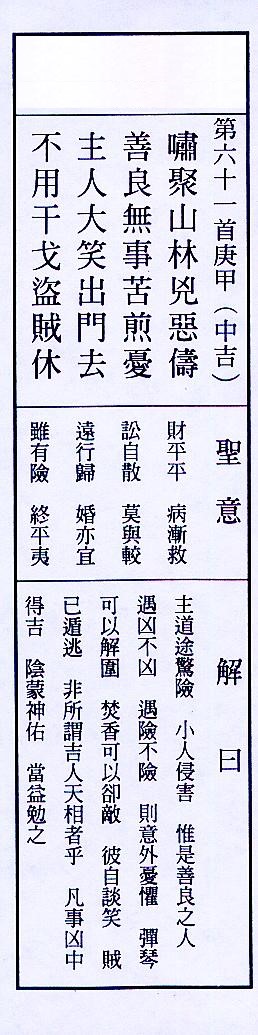 第六十一首庚甲（中吉）
嘯聚山林兇惡儔
善良無事苦煎憂
主人大笑出門去
不用干戈盜賊休
聖意
財平平　病漸救
訟自散　莫與較
遠行歸　婚亦宜
雖有險　終平夷
解曰
主道途驚險　小人侵害　惟是善良之人
遇凶不凶　遇險不險　則意外憂懼　彈琴
可以解圍　焚香可以卻敵　彼自談笑　賊
已遁逃　非所謂吉人天相者乎　凡事凶中
得吉　陰蒙神佑　當益勉之